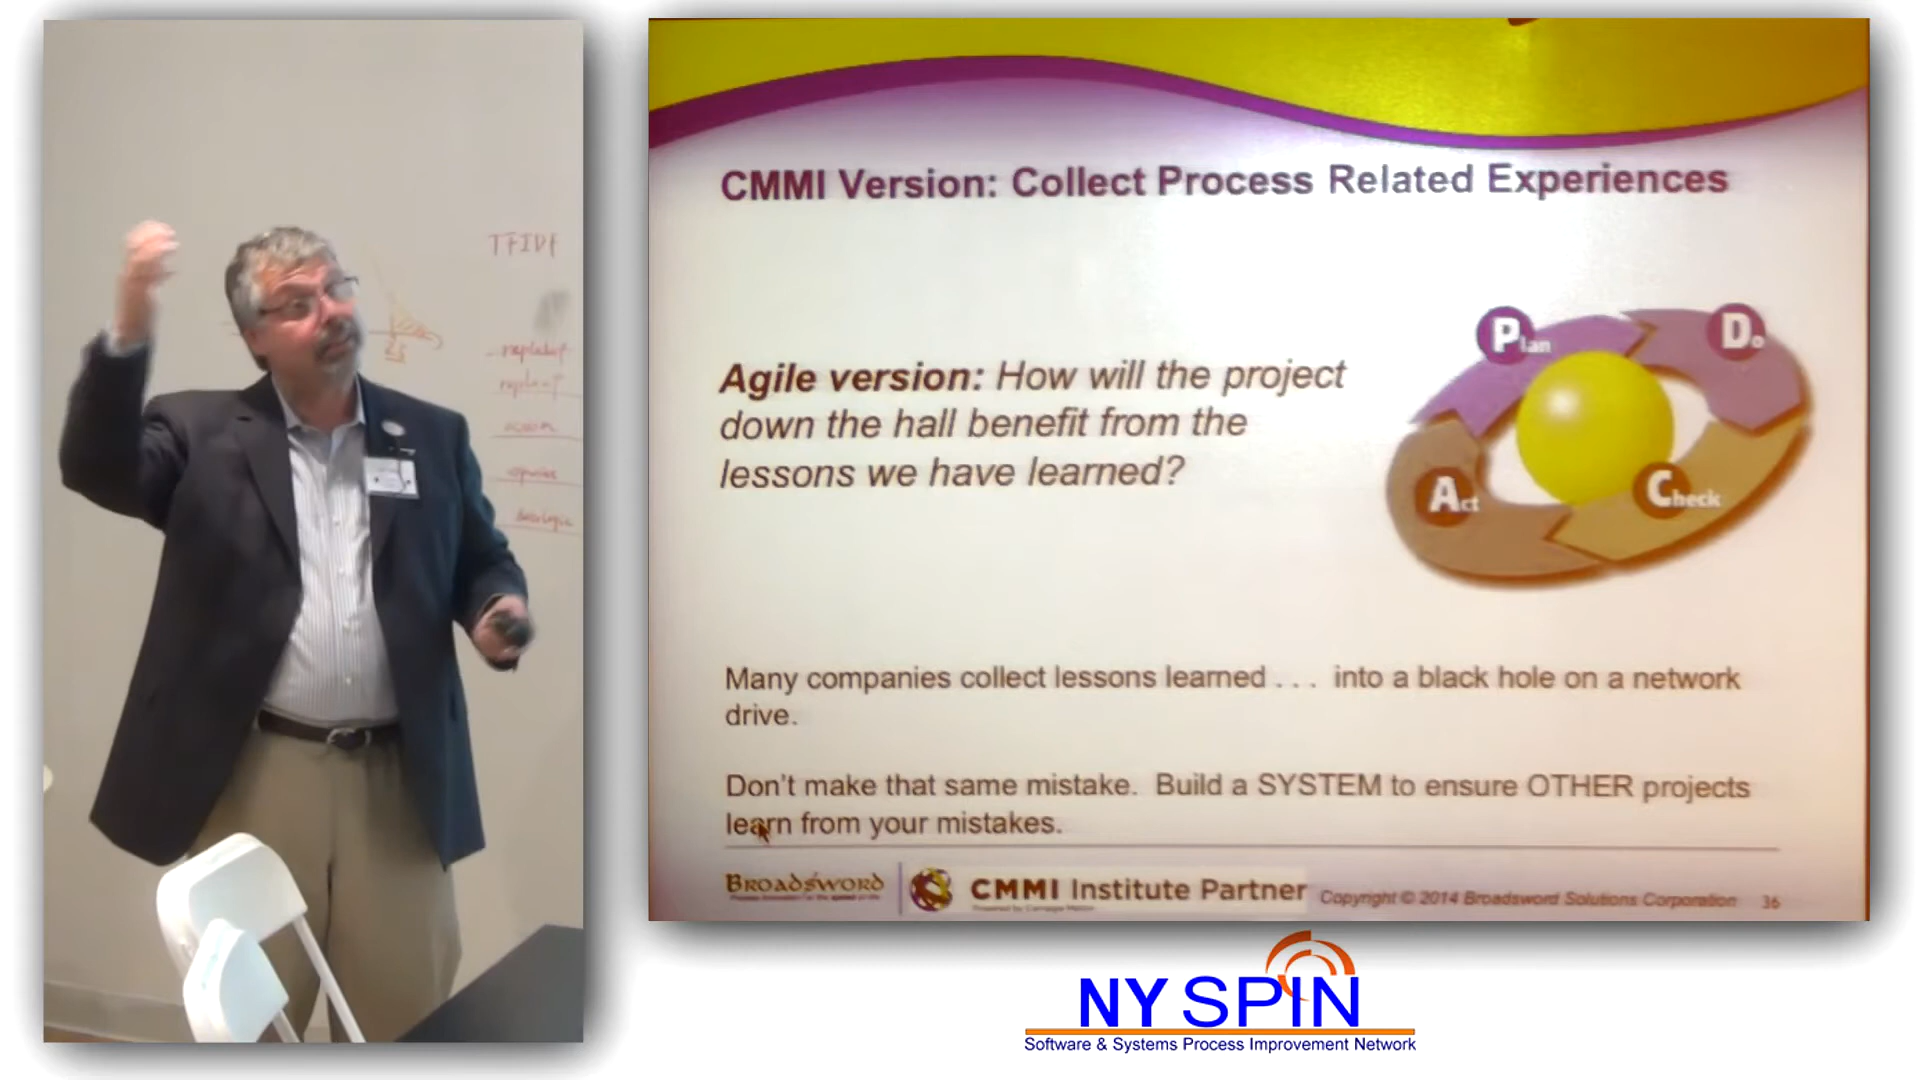 TFIDF
CMMI Version: Collect Process Related Experiences
Agile version: How will the project
down the hall benefit from the
lessons we have learned?
Plan
Do
Act
Check
Many companies collect lessons learned . . . into a black hole on a network
drive.
Don't make that same mistake. Build a SYSTEM to ensure OTHER projects
learn from your mistakes.
BROADSWORD
CMMI Institute Partner
Copyright © 2014 Broadsword Solutions Corporation 36
NY SPIN
Software & Systems Process Improvement Network